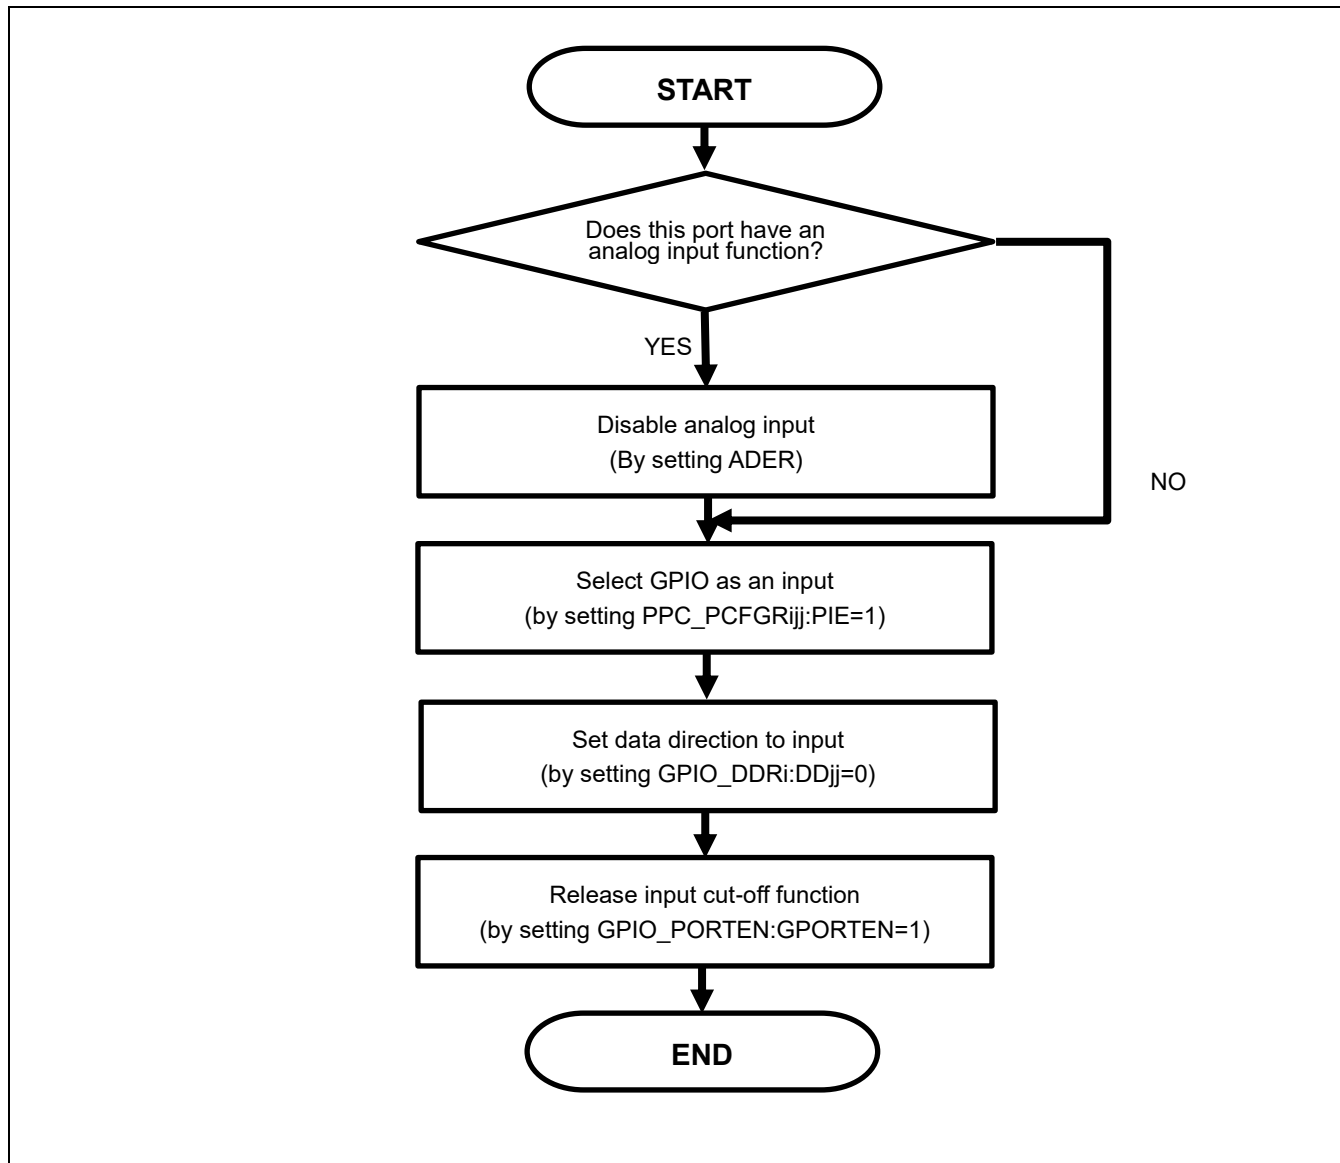 START
Does this port have an
analog input function?
YES
Disable analog input
(By setting ADER)
NO
Select GPIO as an input
(by setting PPC_PCFGRijj:PIE=1)
Set data direction to input
(by setting GPIO_DDRi:DDjj=0)
Release input cut-off function
(by setting GPIO_PORTEN:GPORTEN=1)
END